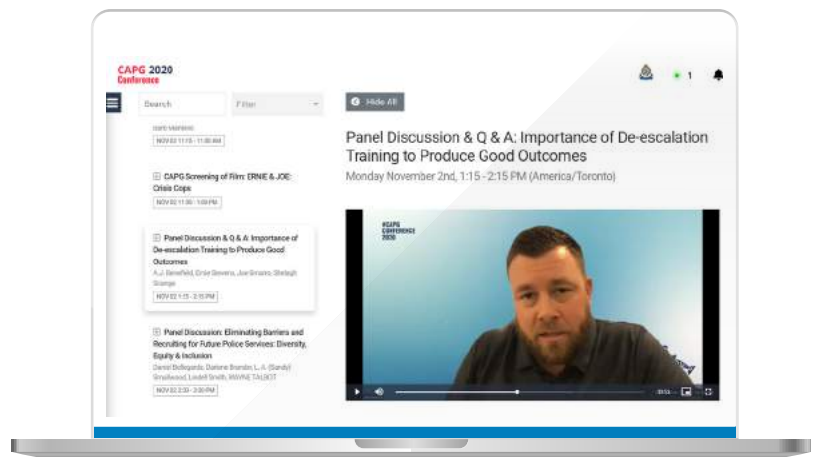 CAPG 2020
Conference
1
Search
Filter
Hide All
CAPG Screening of Film: ERNIE & JOE:
Crisis Cops
Panel Discussion & Q & A: Importance of
De-escalation Training to Produce Good
Outcomes
NOV 02 1:15 - 2:15 PM
Panel Discussion: Eliminating Barriers and
Recruiting for Future Police Services: Diversity,
Equity & Inclusion
Panel Discussion & Q & A: Importance of De-escalation
Training to Produce Good Outcomes
Monday November 2nd, 1:15 - 2:15 PM (America/Toronto)
#CAPG
CONFERENCE
2020